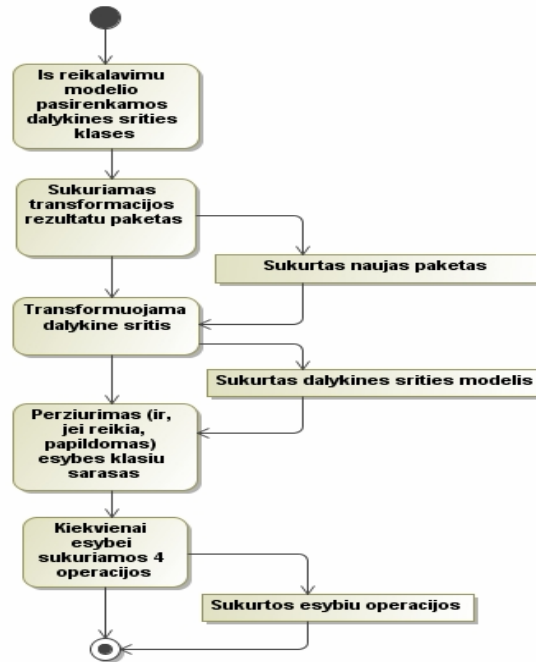 Is reikalavimu
modelio
pasirenkamos
dalykines srities
klases
Sukuriamas
transformacijos
rezultatu paketas
Sukurtas naujas paketas
Transformuojama
dalykine sritis
Sukurtas dalykines srities modelis
Perziurimas (ir,
jei reikia,
papildomas)
esybes klasiu
sarasas
Kiekvienai
esybei
sukuriamos 4
operacijos
Sukurtos esybiu operacijos